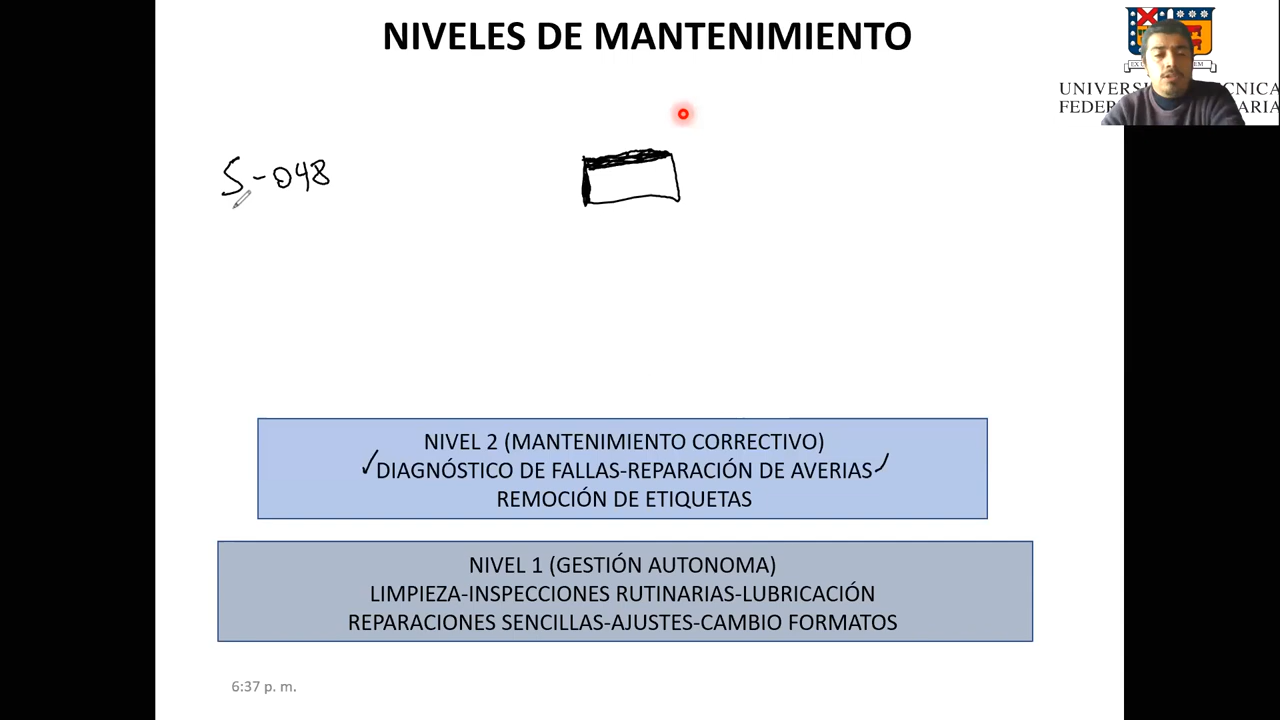 NIVELES DE MANTENIMIENTO
S-048
NIVEL 2 (MANTENIMIENTO CORRECTIVO)
DIAGNÓSTICO DE FALLAS-REPARACIÓN DE AVERIAS
REMOCIÓN DE ETIQUETAS
NIVEL 1 (GESTIÓN AUTONOMA)
LIMPIEZA-INSPECCIONES RUTINARIAS-LUBRICACIÓN
REPARACIONES SENCILLAS-AJUSTES-CAMBIO FORMATOS
6:37 p. m.